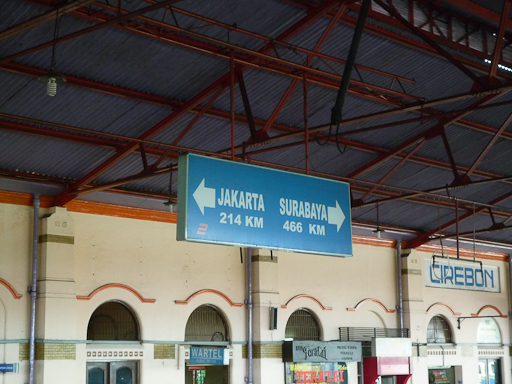 JAKARTA
214 KM
SURABAYA
466 KM
CIREBON
WARTEL